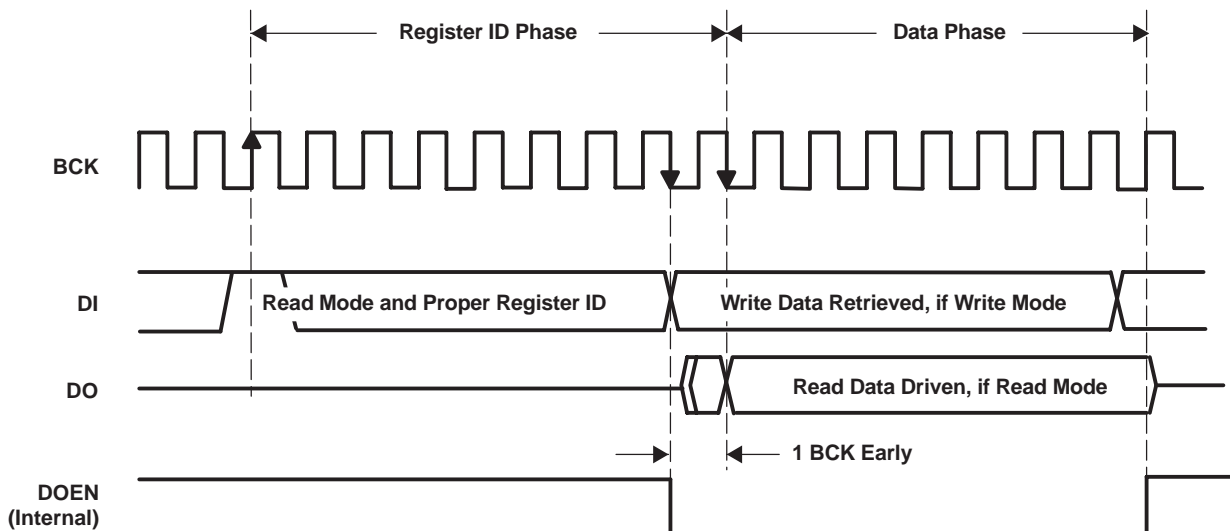 Register ID Phase
Data Phase
BCK
DI
Read Mode and Proper Register ID
Write Data Retrieved, if Write Mode
DO
Read Data Driven, if Read Mode
1 BCK Early
DOEN
(Internal)